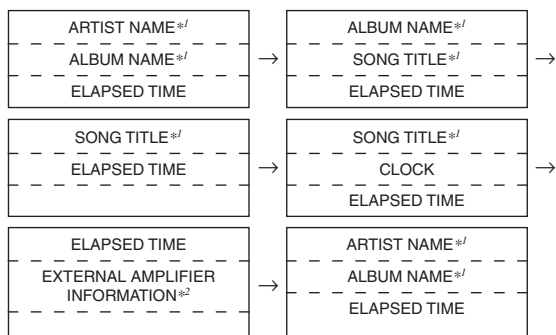 ARTIST NAME*1
ALBUM NAME*1
ELAPSED TIME
→
ALBUM NAME*1
SONG TITLE*1
ELAPSED TIME
→
SONG TITLE*1
ELAPSED TIME
→
SONG TITLE*1
CLOCK
ELAPSED TIME
→
ELAPSED TIME
EXTERNAL AMPLIFIER
INFORMATION*2
→
ARTIST NAME*1
ALBUM NAME*1
ELAPSED TIME